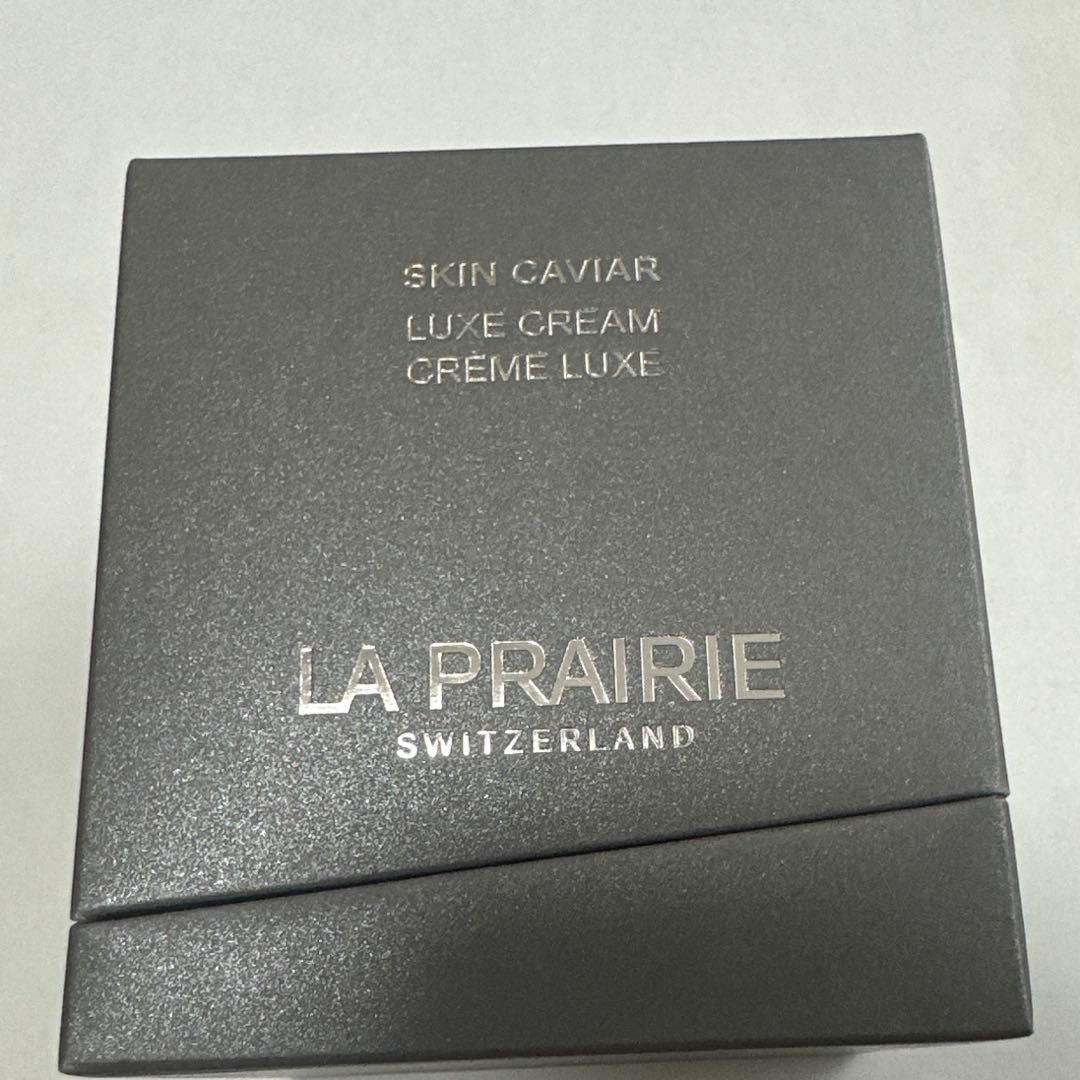 SKIN CAVIAR
LUXE CREAM
CRÈME LUXE
LA PRAIRIE
SWITZERLAND